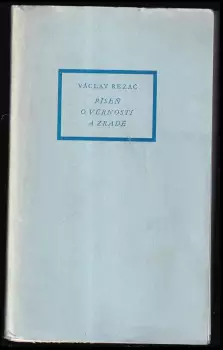 VÁCLAV ŘEZÁČ
PÍSEŇ
O VĚRNOSTI
A ZRADĚ